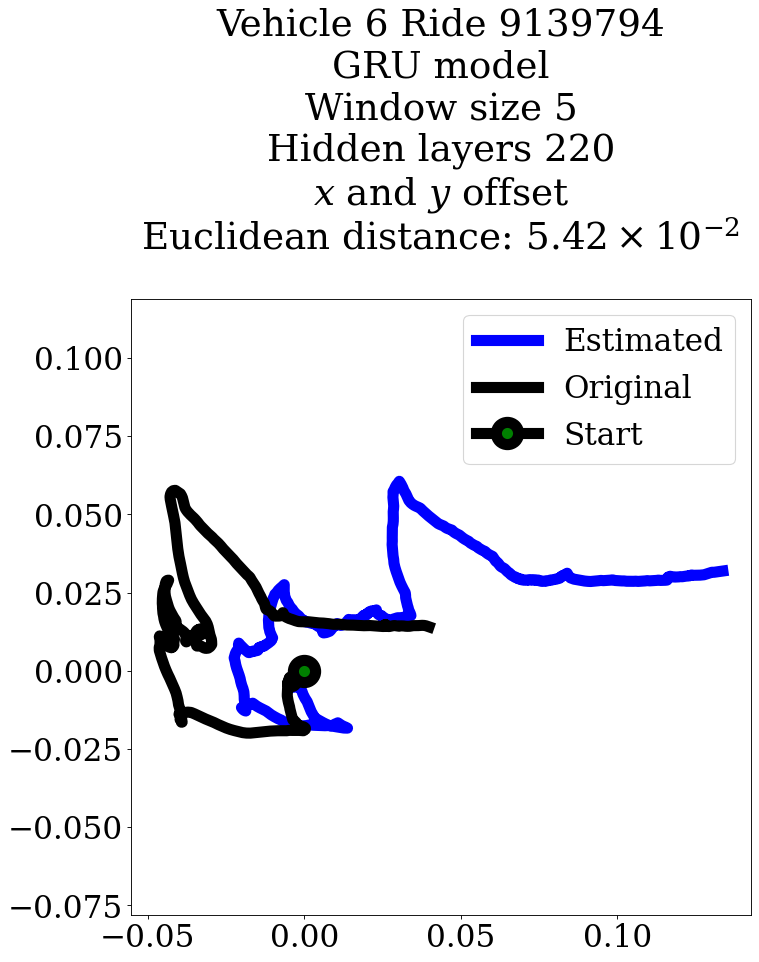 Vehicle 6 Ride 9139794
GRU model
Window size 5
Hidden layers 220
x and y offset
Euclidean distance: 5.42 × 10⁻²
Estimated
Original
Start
0.100
0.075
0.050
0.025
0.000
−0.025
−0.050
−0.075
−0.05 0.00 0.05 0.10